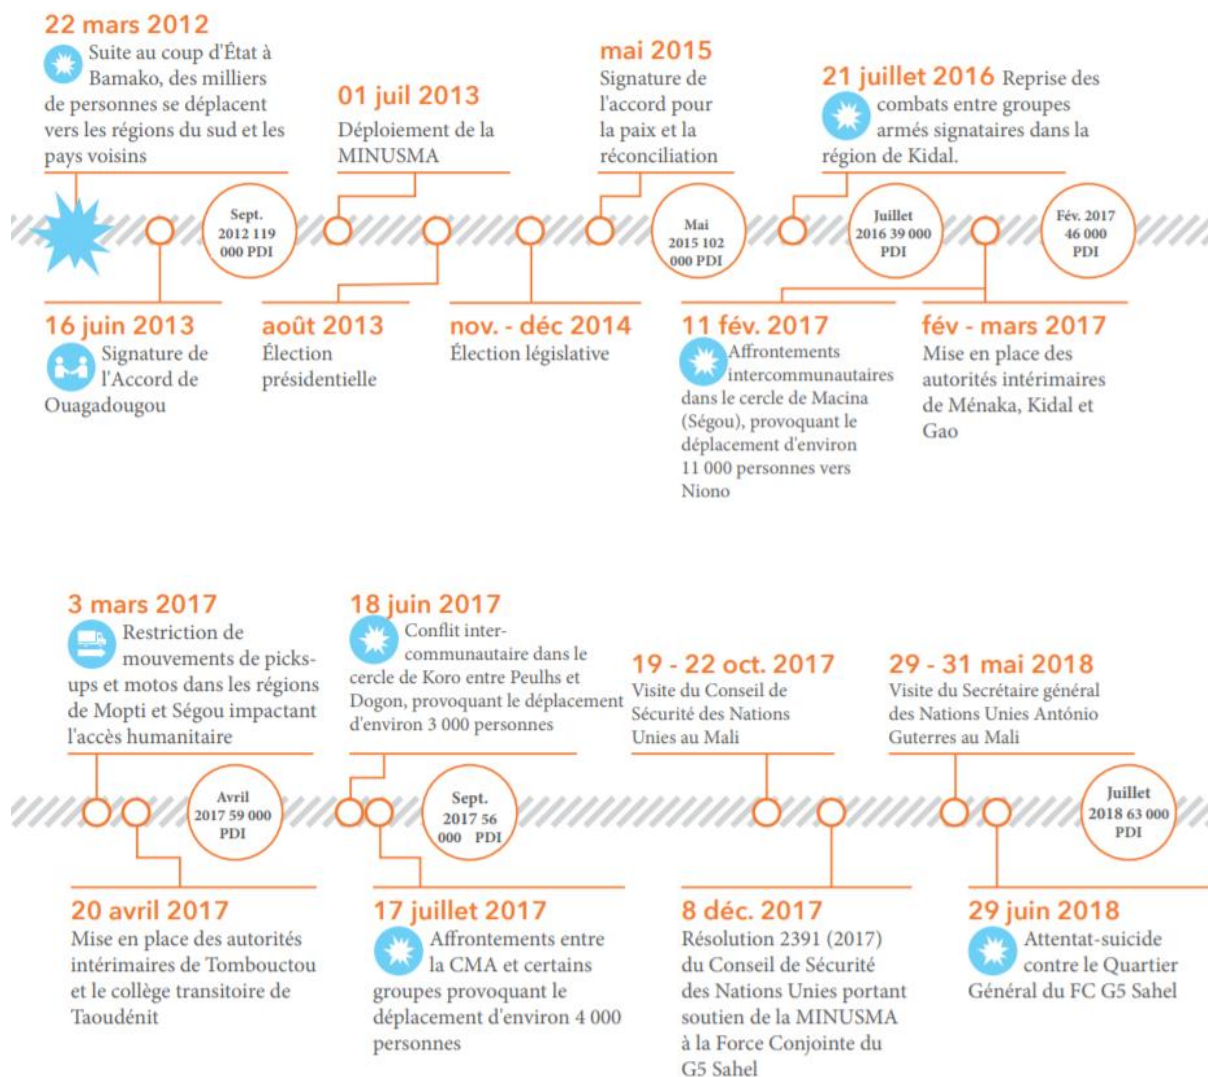 22 mars 2012
Suite au coup d'État à
Bamako, des milliers
de personnes se déplacent
vers les régions du sud et les
pays voisins
01 juil 2013
Déploiement de la
MINUSMA
mai 2015
Signature de
l'accord pour
la paix et la
réconciliation
21 juillet 2016 Reprise des
combats entre groupes
armés signataires dans la
région de Kidal.
Sept.
2012 119
000 PDI
Mai
2015 102
000 PDI
Juillet
2016 39 000
PDI
Fév. 2017
46 000
PDI
16 juin 2013
Signature de
l'Accord de
Ouagadougou
août 2013
Élection
présidentielle
nov. - déc 2014
Élection législative
11 fév. 2017
Affrontements
intercommunautaires
dans le cercle de Macina
(Ségou), provoquant le
déplacement d'environ
11 000 personnes vers
Niono
fév - mars 2017
Mise en place des
autorités intérimaires
de Ménaka, Kidal et
Gao
3 mars 2017
Restriction de
mouvements de picks-
ups et motos dans les régions
de Mopti et Ségou impactant
l'accès humanitaire
18 juin 2017
Conflit inter-
communautaire dans le
cercle de Koro entre Peulhs et
Dogon, provoquant le déplacement
d'environ 3 000 personnes
19 - 22 oct. 2017
Visite du Conseil de
Sécurité des Nations
Unies au Mali
29 - 31 mai 2018
Visite du Secrétaire général
des Nations Unies António
Guterres au Mali
Avril
2017 59 000
PDI
Sept.
2017 56
000 PDI
Juillet
2018 63 000
PDI
20 avril 2017
Mise en place des autorités
intérimaires de Tombouctou
et le collège transitoire de
Taoudénit
17 juillet 2017
Affrontements entre
la CMA et certains
groupes provoquant le
déplacement d'environ 4 000
personnes
8 déc. 2017
Résolution 2391 (2017)
du Conseil de Sécurité
des Nations Unies portant
soutien de la MINUSMA
à la Force Conjointe du
G5 Sahel
29 juin 2018
Attentat-suicide
contre le Quartier
Général du FC G5 Sahel